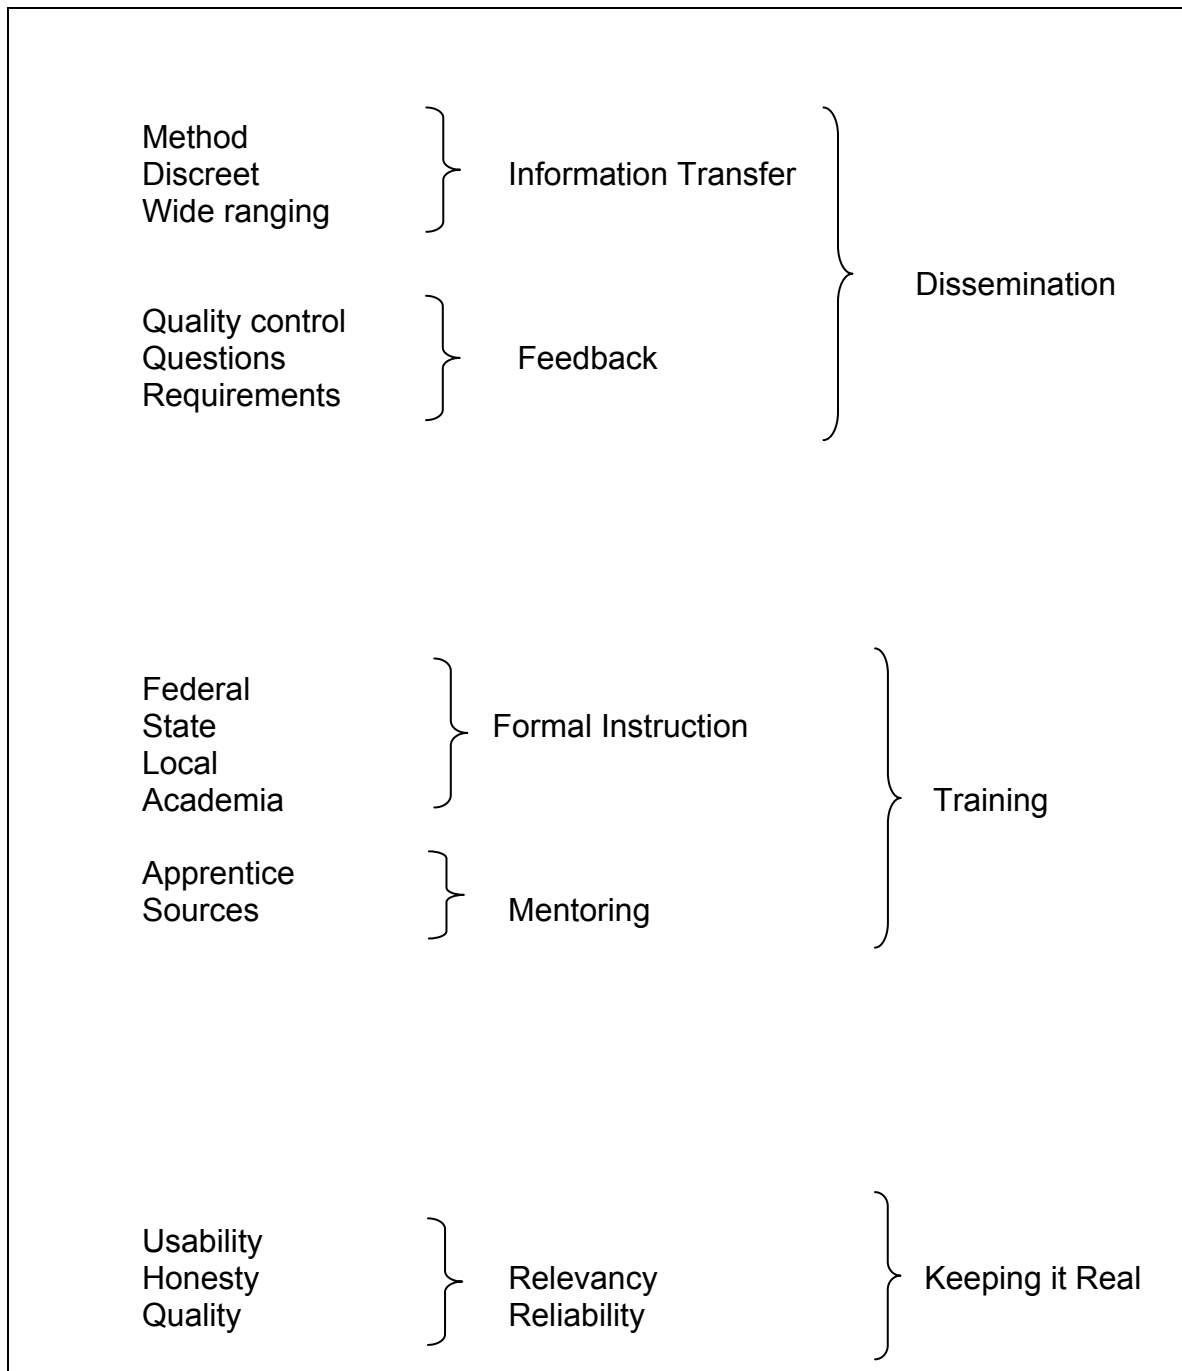 Method
Discreet
Wide ranging
Information Transfer
Quality control
Questions
Requirements
Feedback
Dissemination
Federal
State
Local
Academia
Formal Instruction
Apprentice
Sources
Mentoring
Training
Usability
Honesty
Quality
Relevancy
Reliability
Keeping it Real